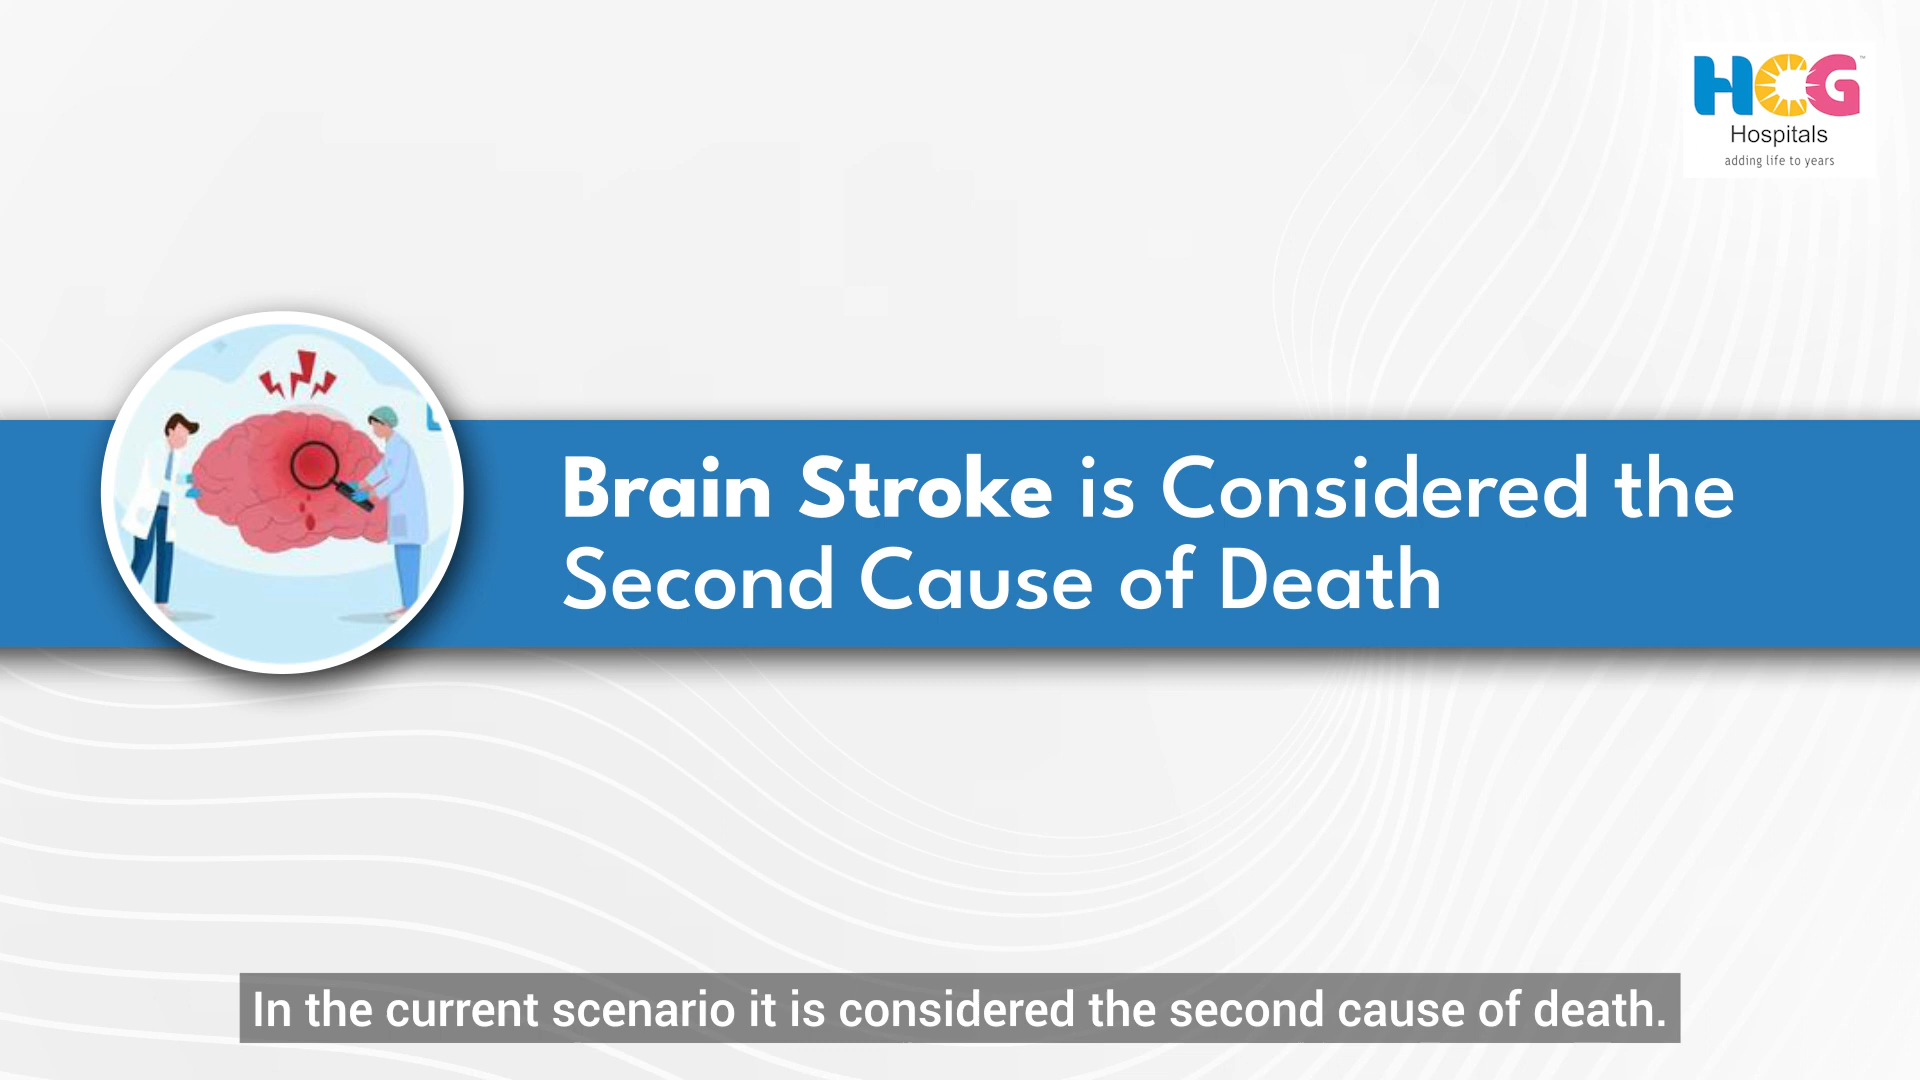 HCG
Hospitals
adding life to years
Brain Stroke is Considered the
Second Cause of Death
In the current scenario it is considered the second cause of death.